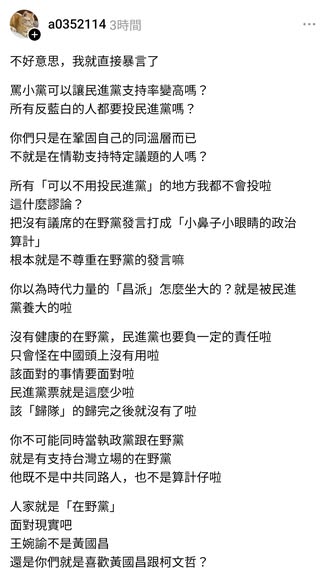 a0352114 3時間
不好意思，我就直接暴言了
罵小黨可以讓民進黨支持率變高嗎？
所有反藍白的人都要投民進黨嗎？
你們只是在鞏固自己的同溫層而已
不就是在情勒支持特定議題的人嗎？
所有「可以不用投民進黨」的地方我都不會投啦
這什麼謬論？
把沒有議席的在野黨發言打成「小鼻子小眼睛的政治
算計」
根本就是不尊重在野黨的發言嘛
你以為時代力量的「昌派」怎麼坐大的？就是被民進
黨養大的啦
沒有健康的在野黨，民進黨也要負一定的責任啦
只會怪在中國頭上沒有用啦
該面對的事情要面對啦
民進黨票就是這麼少啦
該「歸隊」的歸完之後就沒有了啦
你不可能同時當執政黨跟在野黨
就是有支持台灣立場的在野黨
他既不是中共同路人，也不是算計仔啦
人家就是「在野黨」
面對現實吧
王婉諭不是黃國昌
還是你們就是喜歡黃國昌跟柯文哲？